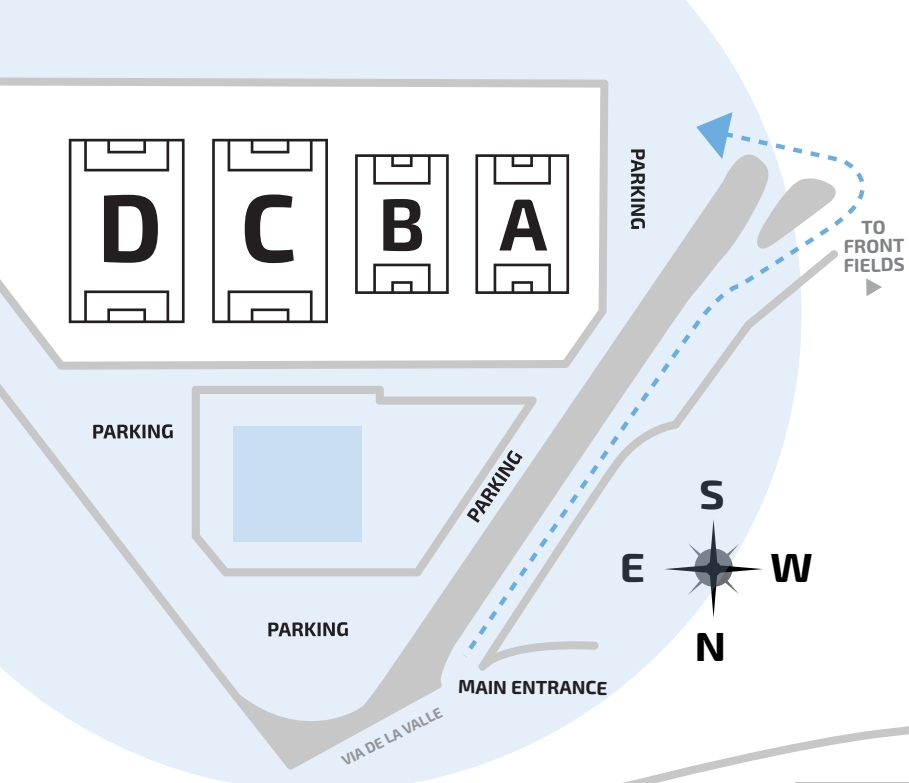 D
C
B
A
PARKING
TO
FRONT
FIELDS
PARKING
PARKING
S
E
W
N
PARKING
MAIN ENTRANCE
VIA DE LA VALLE